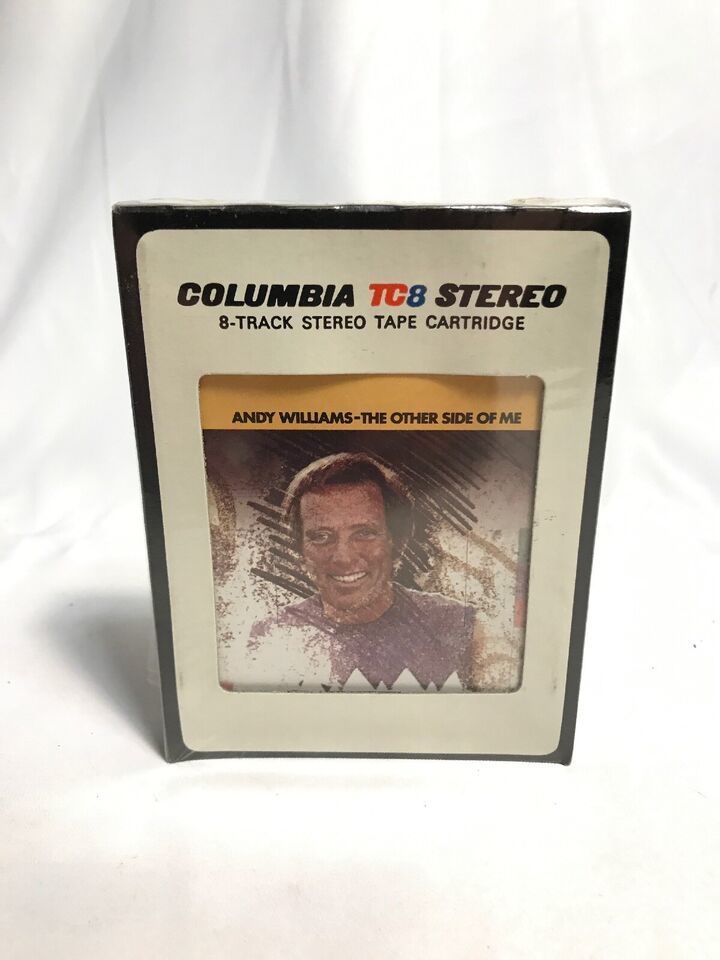 COLUMBIA TC8 STEREO
8-TRACK STEREO TAPE CARTRIDGE
ANDY WILLIAMS-THE OTHER SIDE OF ME